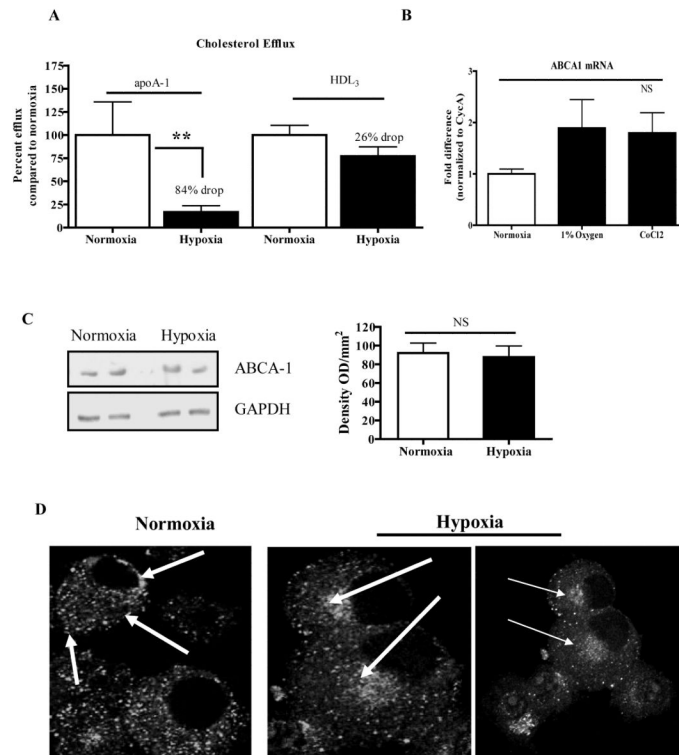 A
Cholesterol Efflux
Percent efflux
compared to normoxia
175
150
125
100
75
50
25
0
apoA-1
HDL3
**
84% drop
26% drop
Normoxia
Hypoxia
Normoxia
Hypoxia
B
ABCA1 mRNA
NS
Fold difference
(normalized to CycA)
3
2
1
0
Normoxia
1% Oxygen
CoCl2
C
Normoxia Hypoxia
ABCA-1
GAPDH
Density OD/mm²
120
100
80
60
40
20
0
NS
Normoxia
Hypoxia
D
Normoxia
Hypoxia